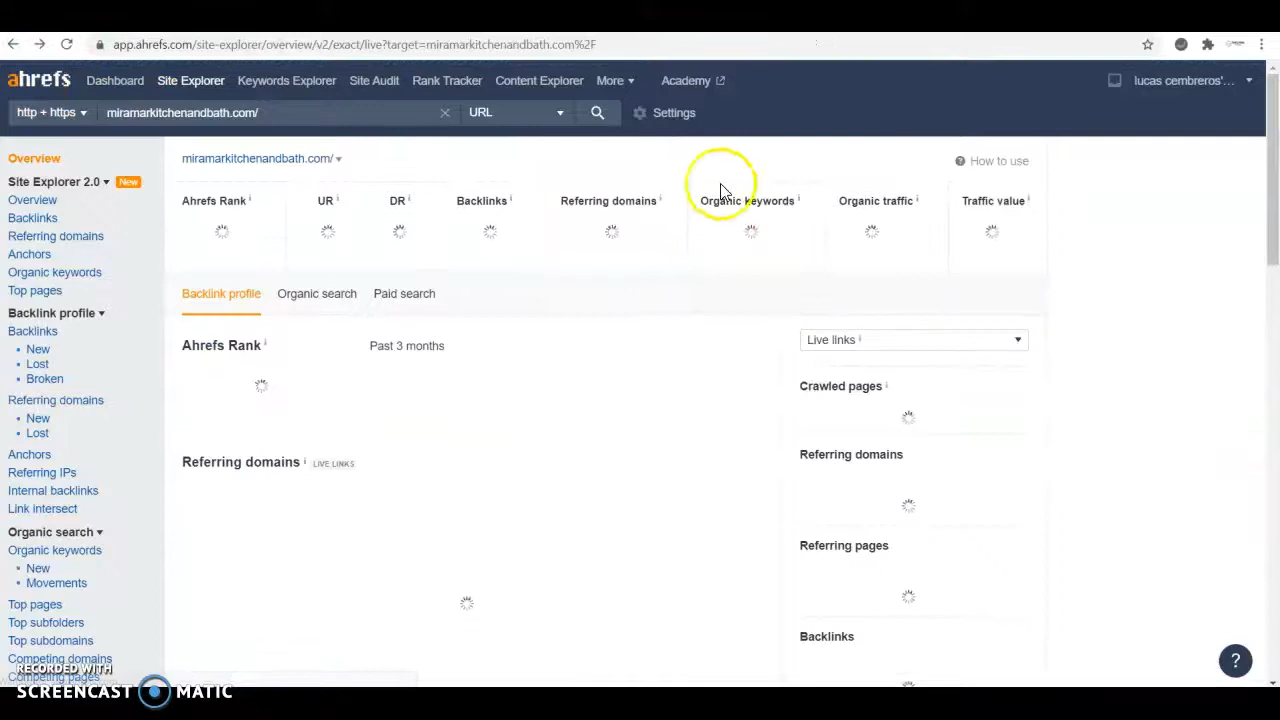 app.ahrefs.com/site-explorer/overview/v2/exact/live?target=miramarkitchenandbath.com%2F
ahrefs Dashboard Site Explorer Keywords Explorer Site Audit Rank Tracker Content Explorer More Academy lucas cembreros'...
http + https miramarkitchenandbath.com/ URL Settings
Overview
Site Explorer 2.0 New
Overview
Backlinks
Referring domains
Anchors
Organic keywords
Top pages
Backlink profile
Backlinks
• New
• Lost
• Broken
Referring domains
• New
• Lost
Anchors
Referring IPs
Internal backlinks
Link intersect
Organic search
Organic keywords
• New
• Movements
Top pages
Top subfolders
Top subdomains
Competing domains
Competing pages
miramarkitchenandbath.com/ How to use
Ahrefs Rank i UR i DR i Backlinks i Referring domains i Organic keywords i Organic traffic i Traffic value i
Backlink profile Organic search Paid search
Ahrefs Rank i Past 3 months
Referring domains i LIVE LINKS
Live links i
Crawled pages i
Referring domains
Referring pages
Backlinks
?
RECORDED WITH
SCREENCAST MATIC